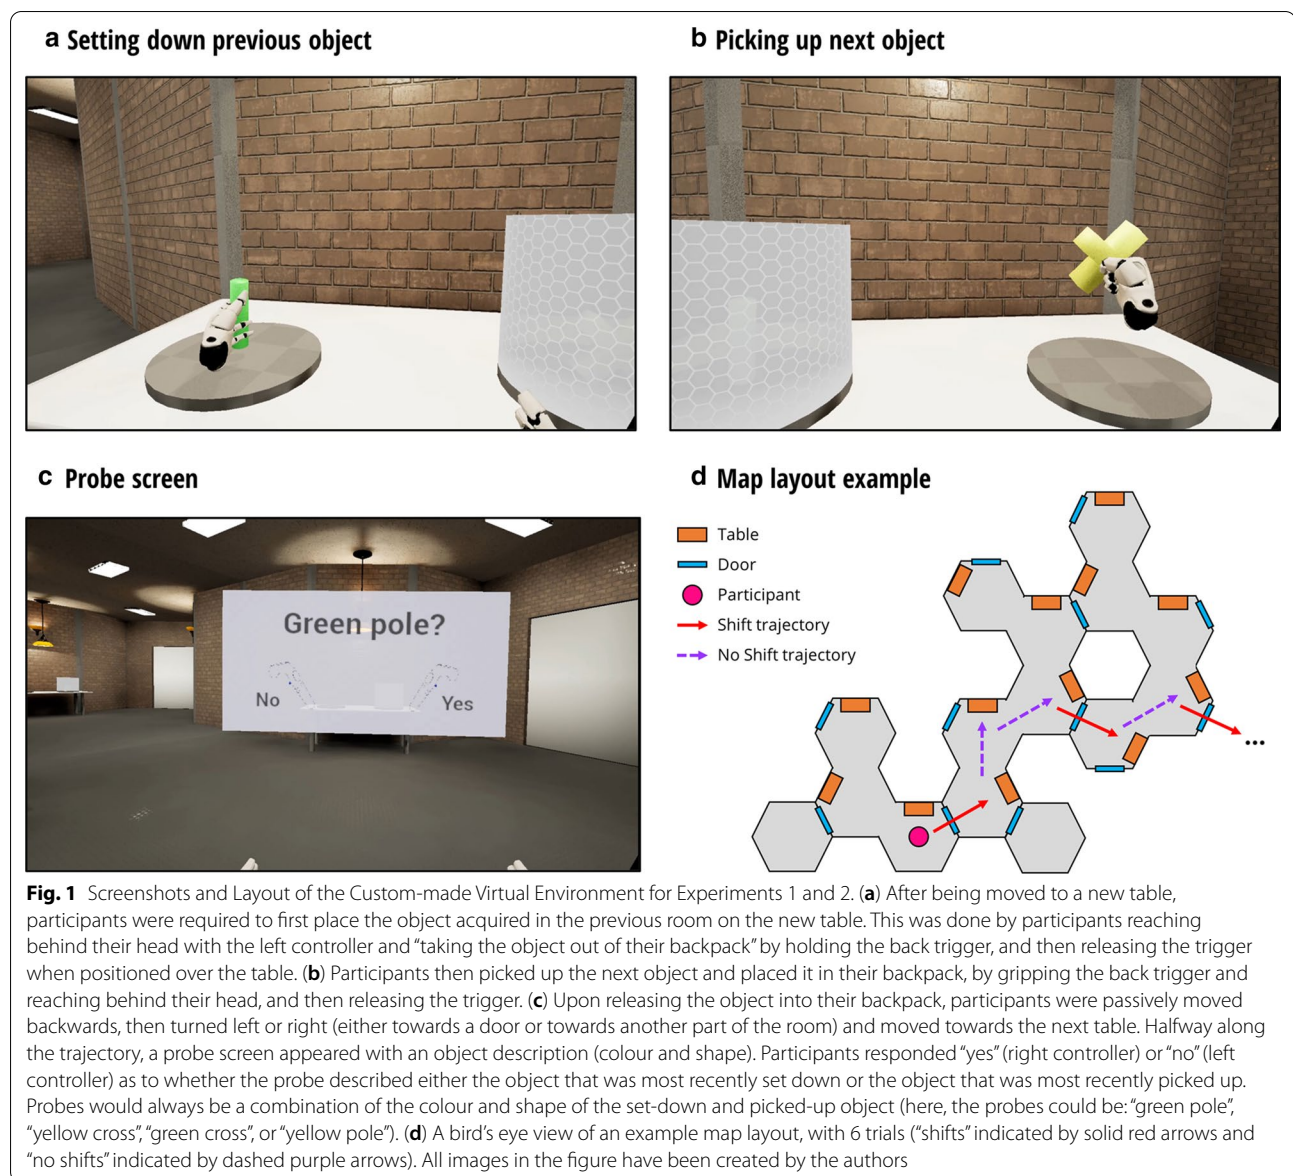 a Setting down previous object
b Picking up next object
c Probe screen
Green pole?
No
Yes
d Map layout example
Table
Door
Participant
Shift trajectory
No Shift trajectory
...
Fig. 1 Screenshots and Layout of the Custom-made Virtual Environment for Experiments 1 and 2. (a) After being moved to a new table,
participants were required to first place the object acquired in the previous room on the new table. This was done by participants reaching
behind their head with the left controller and “taking the object out of their backpack” by holding the back trigger, and then releasing the trigger
when positioned over the table. (b) Participants then picked up the next object and placed it in their backpack, by gripping the back trigger and
reaching behind their head, and then releasing the trigger. (c) Upon releasing the object into their backpack, participants were passively moved
backwards, then turned left or right (either towards a door or towards another part of the room) and moved towards the next table. Halfway along
the trajectory, a probe screen appeared with an object description (colour and shape). Participants responded “yes” (right controller) or “no” (left
controller) as to whether the probe described either the object that was most recently set down or the object that was most recently picked up.
Probes would always be a combination of the colour and shape of the set-down and picked-up object (here, the probes could be: “green pole”,
“yellow cross”, “green cross”, or “yellow pole”). (d) A bird’s eye view of an example map layout, with 6 trials (“shifts” indicated by solid red arrows and
“no shifts” indicated by dashed purple arrows). All images in the figure have been created by the authors